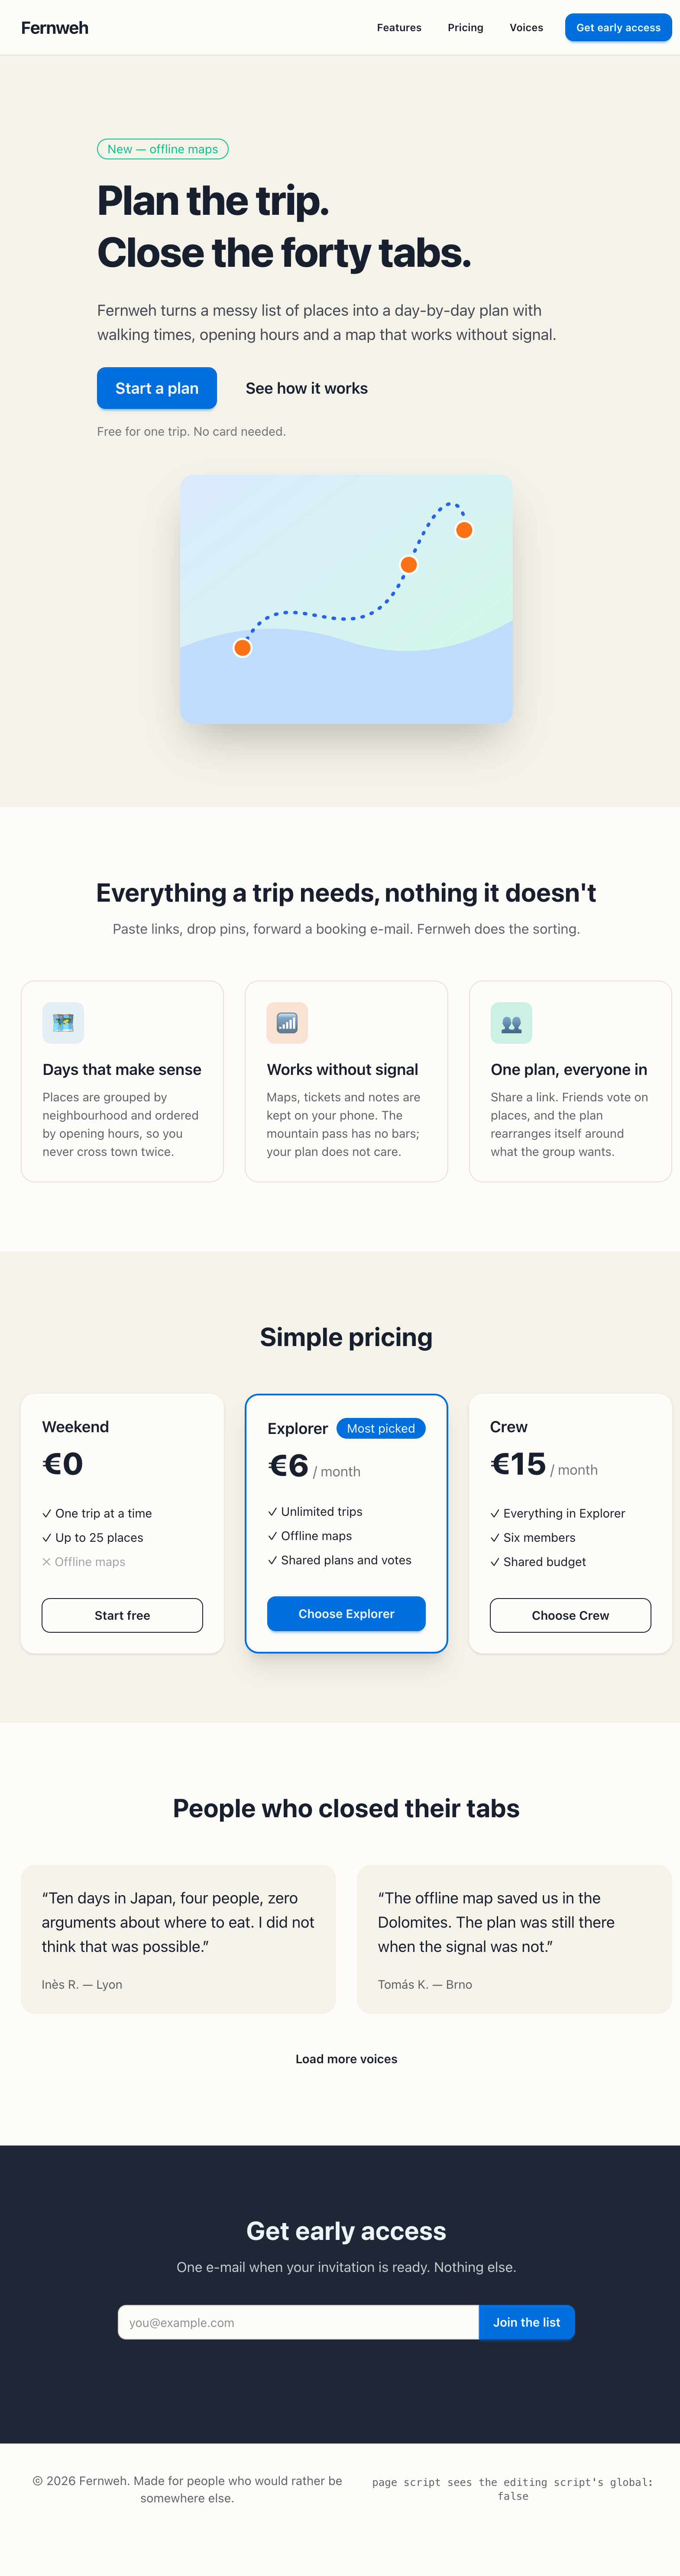 Fernweh
Features
Pricing
Voices
Get early access
New — offline maps
Plan the trip.
Close the forty tabs.
Fernweh turns a messy list of places into a day-by-day plan with
walking times, opening hours and a map that works without signal.
Start a plan
See how it works
Free for one trip. No card needed.
Everything a trip needs, nothing it doesn't
Paste links, drop pins, forward a booking e-mail. Fernweh does the sorting.
Days that make sense
Places are grouped by
neighbourhood and ordered
by opening hours, so you
never cross town twice.
Works without signal
Maps, tickets and notes are
kept on your phone. The
mountain pass has no bars;
your plan does not care.
One plan, everyone in
Share a link. Friends vote on
places, and the plan
rearranges itself around
what the group wants.
Simple pricing
Weekend
€0
✓ One trip at a time
✓ Up to 25 places
✕ Offline maps
Start free
Explorer
Most picked
€6 / month
✓ Unlimited trips
✓ Offline maps
✓ Shared plans and votes
Choose Explorer
Crew
€15 / month
✓ Everything in Explorer
✓ Six members
✓ Shared budget
Choose Crew
People who closed their tabs
“Ten days in Japan, four people, zero
arguments about where to eat. I did not
think that was possible.”
Inès R. — Lyon
“The offline map saved us in the
Dolomites. The plan was still there
when the signal was not.”
Tomás K. — Brno
Load more voices
Get early access
One e-mail when your invitation is ready. Nothing else.
you@example.com
Join the list
© 2026 Fernweh. Made for people who would rather be
somewhere else.
page script sees the editing script's global:
false